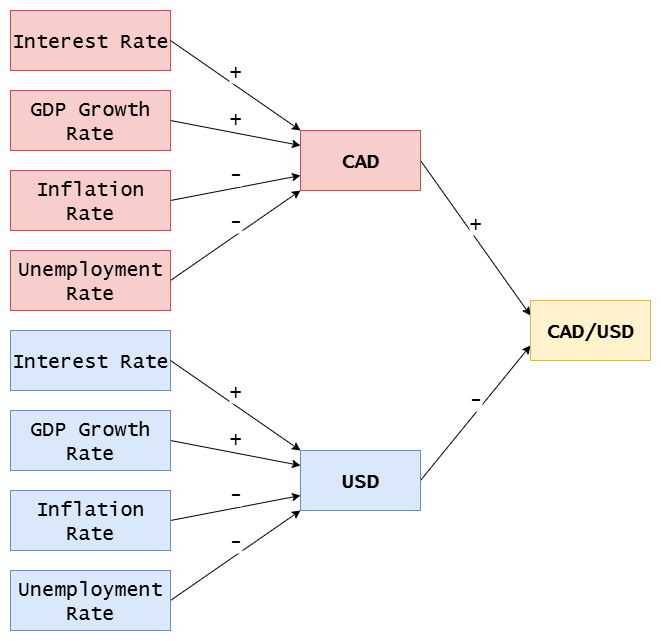 Interest Rate
+
GDP Growth
Rate
+
Inflation
Rate
-
Unemployment
Rate
-
CAD
+
Interest Rate
+
GDP Growth
Rate
+
Inflation
Rate
-
Unemployment
Rate
-
USD
-
CAD/USD